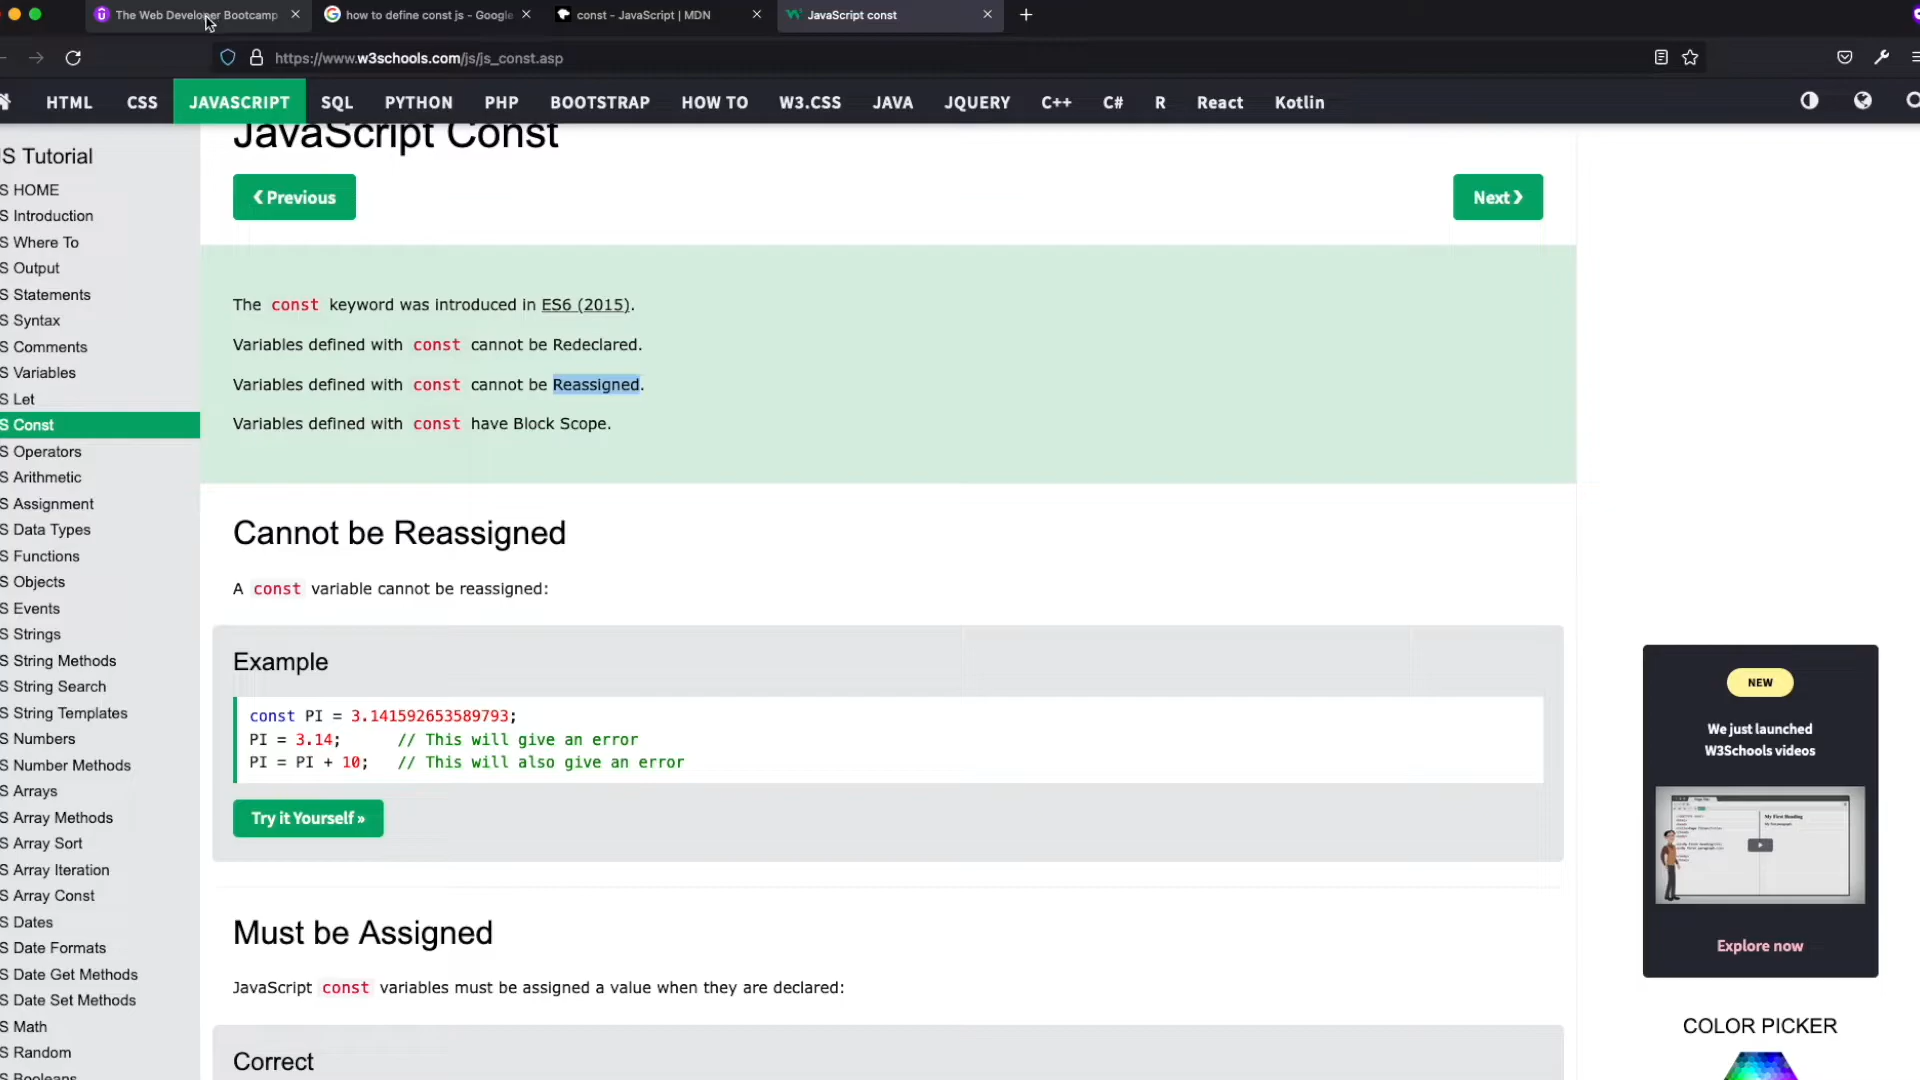 The Web Developer Bootcamp
how to define const js - Google
const - JavaScript | MDN
JavaScript const
https://www.w3schools.com/js/js_const.asp
HTML
CSS
JAVASCRIPT
SQL
PYTHON
PHP
BOOTSTRAP
HOW TO
W3.CSS
JAVA
JQUERY
C++
C#
R
React
Kotlin
JavaScript Const
❮ Previous
Next ❯
The const keyword was introduced in ES6 (2015).
Variables defined with const cannot be Redeclared.
Variables defined with const cannot be Reassigned.
Variables defined with const have Block Scope.
Cannot be Reassigned
A const variable cannot be reassigned:
Example
const PI = 3.141592653589793;
PI = 3.14;      // This will give an error
PI = PI + 10;   // This will also give an error
Try it Yourself »
Must be Assigned
JavaScript const variables must be assigned a value when they are declared:
Correct
JS Tutorial
S HOME
S Introduction
S Where To
S Output
S Statements
S Syntax
S Comments
S Variables
S Let
S Const
S Operators
S Arithmetic
S Assignment
S Data Types
S Functions
S Objects
S Events
S Strings
S String Methods
S String Search
S String Templates
S Numbers
S Number Methods
S Arrays
S Array Methods
S Array Sort
S Array Iteration
S Array Const
S Dates
S Date Formats
S Date Get Methods
S Date Set Methods
S Math
S Random
S Booleans
NEW
We just launched
W3Schools videos
Explore now
COLOR PICKER